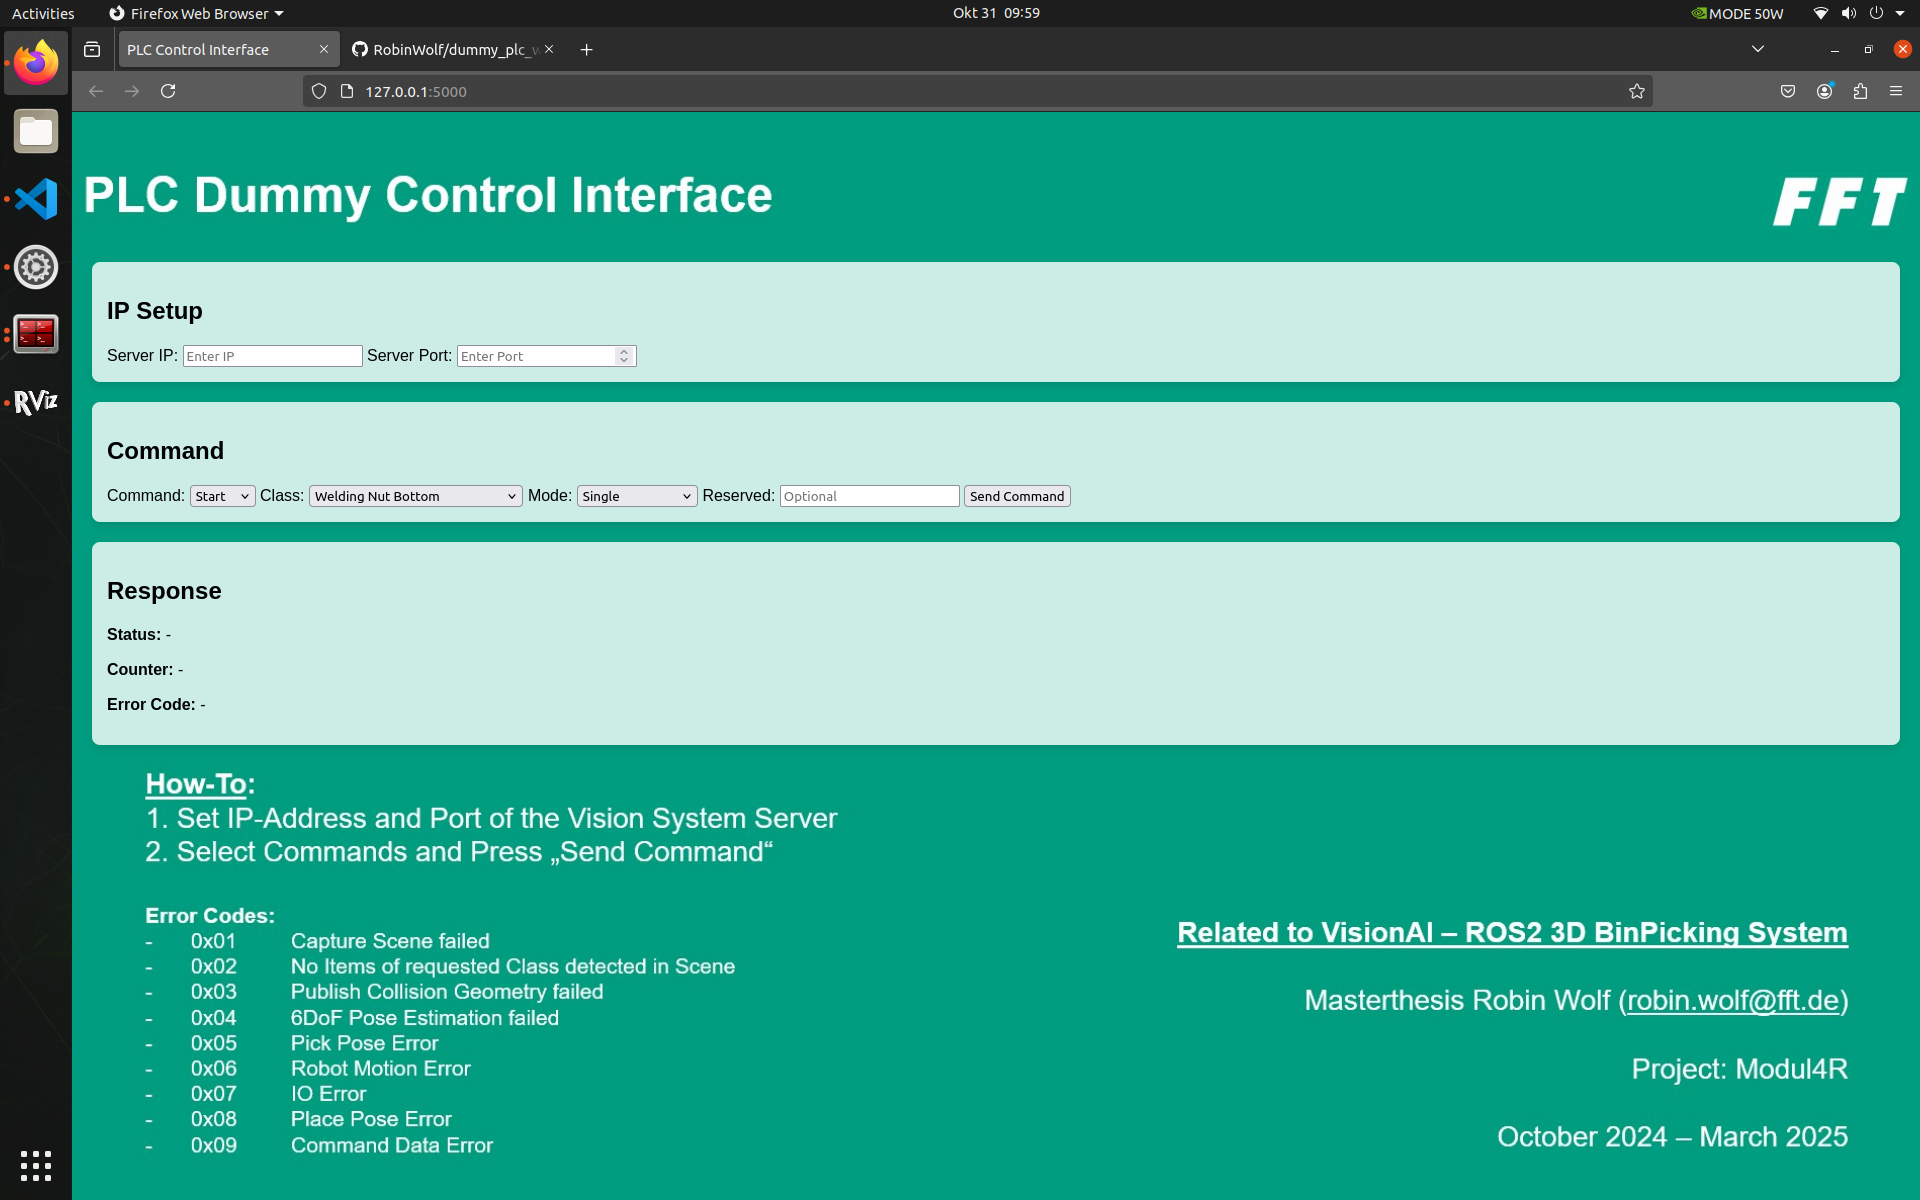 Activities
Firefox Web Browser
Okt 31 09:59
MODE 50W
PLC Control Interface
RobinWolf/dummy_plc_w
127.0.0.1:5000
RViz
PLC Dummy Control Interface
FFT
IP Setup
Server IP: Enter IP Server Port: Enter Port
Command
Command: Start Class: Welding Nut Bottom Mode: Single Reserved: Optional Send Command
Response
Status: -
Counter: -
Error Code: -
How-To:
1. Set IP-Address and Port of the Vision System Server
2. Select Commands and Press „Send Command“
Error Codes:
- 0x01 Capture Scene failed
- 0x02 No Items of requested Class detected in Scene
- 0x03 Publish Collision Geometry failed
- 0x04 6DoF Pose Estimation failed
- 0x05 Pick Pose Error
- 0x06 Robot Motion Error
- 0x07 IO Error
- 0x08 Place Pose Error
- 0x09 Command Data Error
Related to VisionAI – ROS2 3D BinPicking System
Masterthesis Robin Wolf (robin.wolf@fft.de)
Project: Modul4R
October 2024 – March 2025